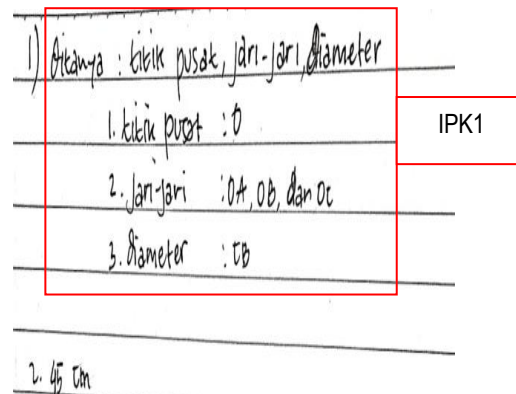 1) Ditanya : titik pusat, jari-jari, diameter
1. titik pusat : O
IPK1
2. Jari-jari : OA, OB, dan OC
3. diameter : CB
2. 45 cm